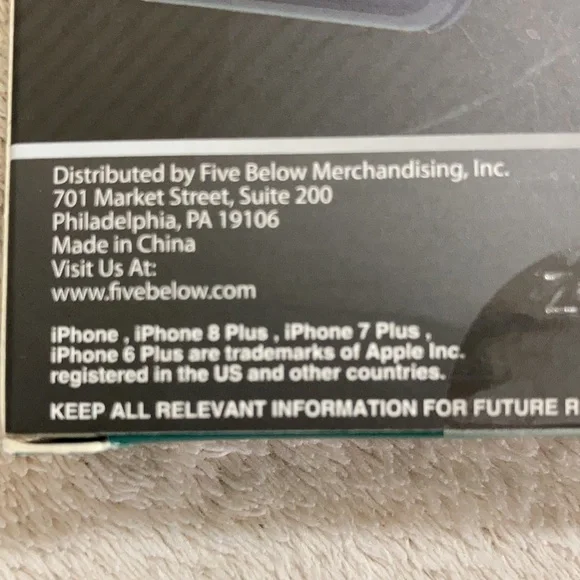 Distributed by Five Below Merchandising, Inc.
701 Market Street, Suite 200
Philadelphia, PA 19106
Made in China
Visit Us At:
www.fivebelow.com
iPhone , iPhone 8 Plus , iPhone 7 Plus ,
iPhone 6 Plus are trademarks of Apple Inc.
registered in the US and other countries.
KEEP ALL RELEVANT INFORMATION FOR FUTURE R